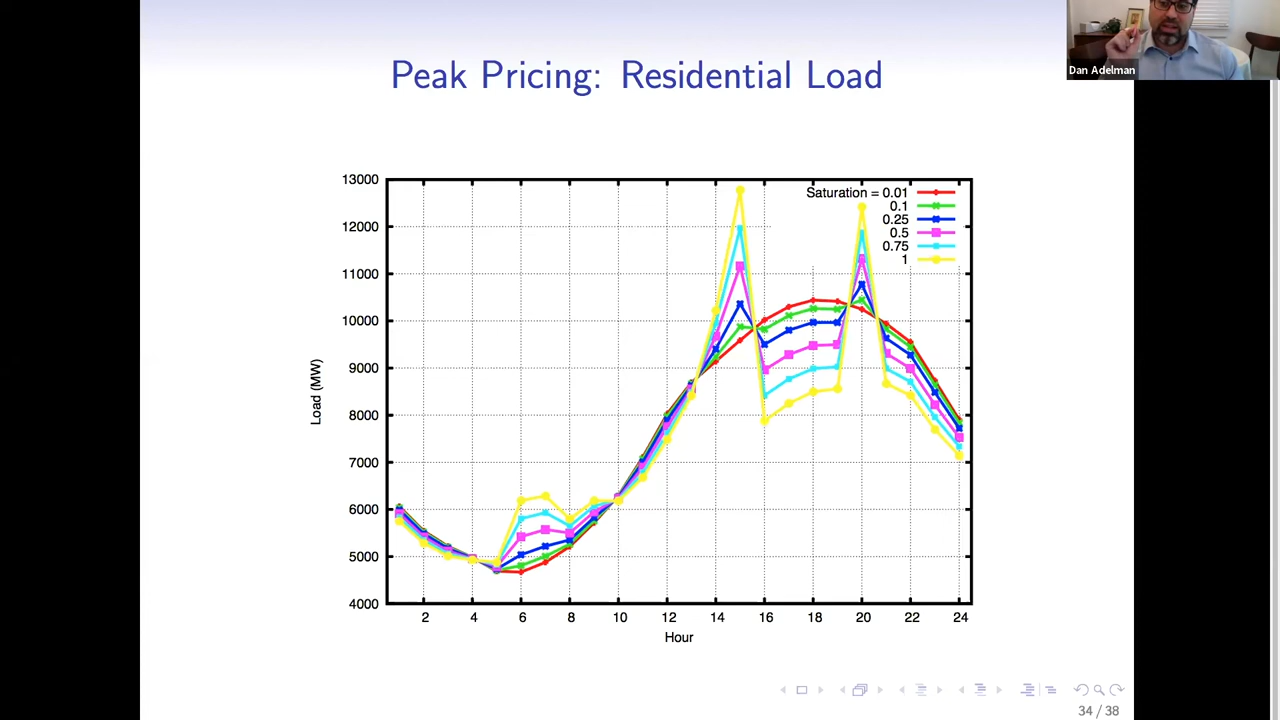 Dan Adelman
Peak Pricing: Residential Load
13000
12000
11000
10000
9000
8000
7000
6000
5000
4000
Load (MW)
Saturation = 0.01
0.1
0.25
0.5
0.75
1
2 4 6 8 10 12 14 16 18 20 22 24
Hour
34 / 38